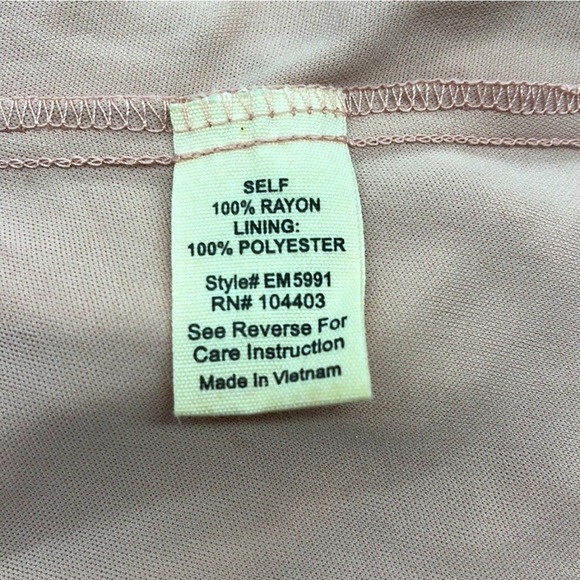 SELF
100% RAYON
LINING:
100% POLYESTER
Style# EM5991
RN# 104403
See Reverse For
Care Instruction
Made In Vietnam